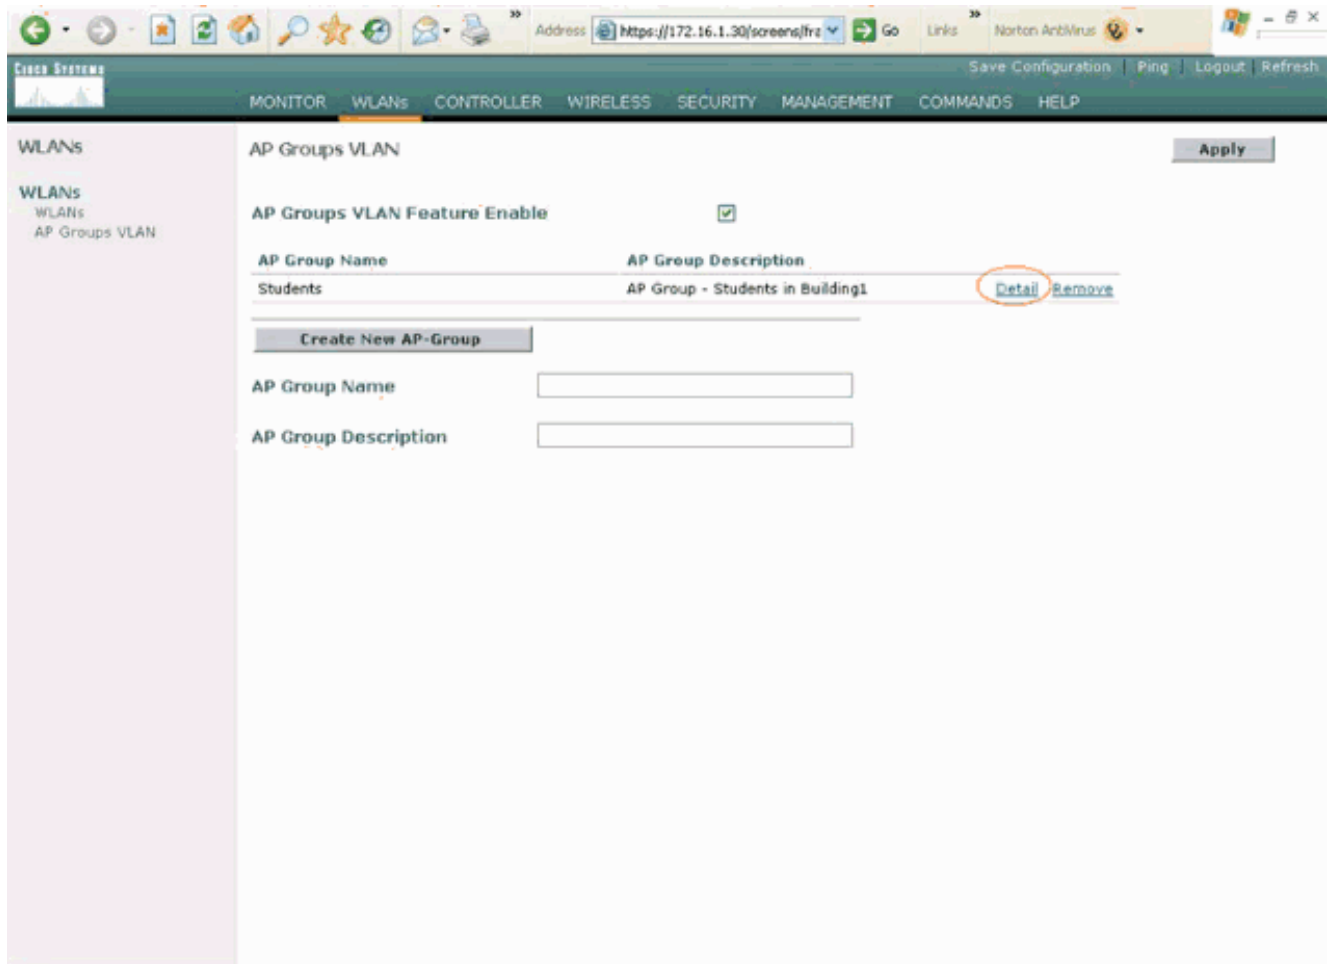 » Address https://172.16.1.30/screens/fra Go Links » Norton AntiVirus
CISCO SYSTEMS
Save Configuration | Ping | Logout | Refresh
MONITOR WLANs CONTROLLER WIRELESS SECURITY MANAGEMENT COMMANDS HELP
WLANs
AP Groups VLAN
Apply
WLANs
WLANs
AP Groups VLAN
AP Groups VLAN Feature Enable
AP Group Name AP Group Description
Students AP Group - Students in Building1 Detail Remove
Create New AP-Group
AP Group Name
AP Group Description